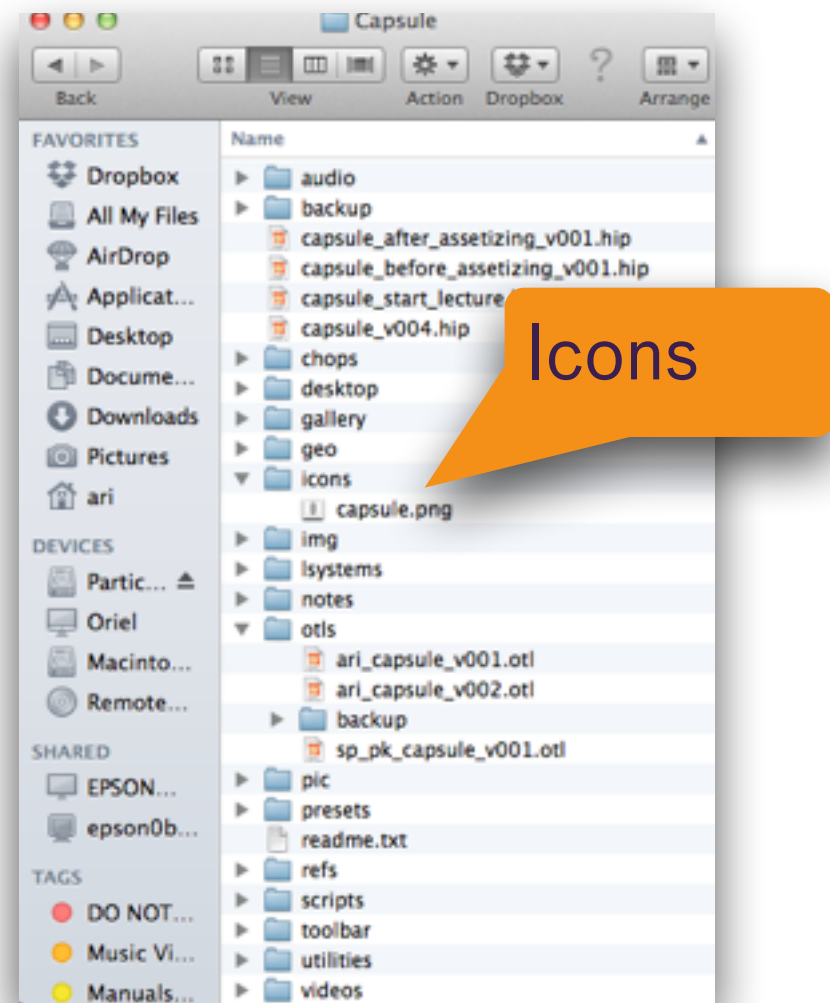 Capsule
Back View Action Dropbox Arrange
FAVORITES
Dropbox
All My Files
AirDrop
Applicat...
Desktop
Docume...
Downloads
Pictures
ari
DEVICES
Partic...
Oriel
Macinto...
Remote...
SHARED
EPSON...
epson0b...
TAGS
DO NOT...
Music Vi...
Manuals...
Name
audio
backup
capsule_after_assetizing_v001.hip
capsule_before_assetizing_v001.hip
capsule_start_lecture
capsule_v004.hip
chops
desktop
gallery
geo
icons
capsule.png
img
lsystems
notes
otls
ari_capsule_v001.otl
ari_capsule_v002.otl
backup
sp_pk_capsule_v001.otl
pic
presets
readme.txt
refs
scripts
toolbar
utilities
videos
Icons